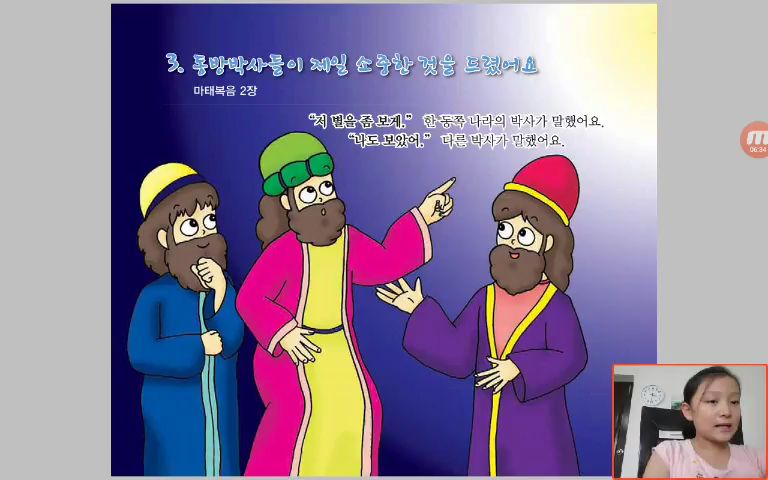 3. 동방박사들이 제일 소중한 것을 드렸어요
마태복음 2장
“저 별을 좀 보게.” 한 동쪽 나라의 박사가 말했어요.
“나도 보았어.” 다른 박사가 말했어요.
06:34